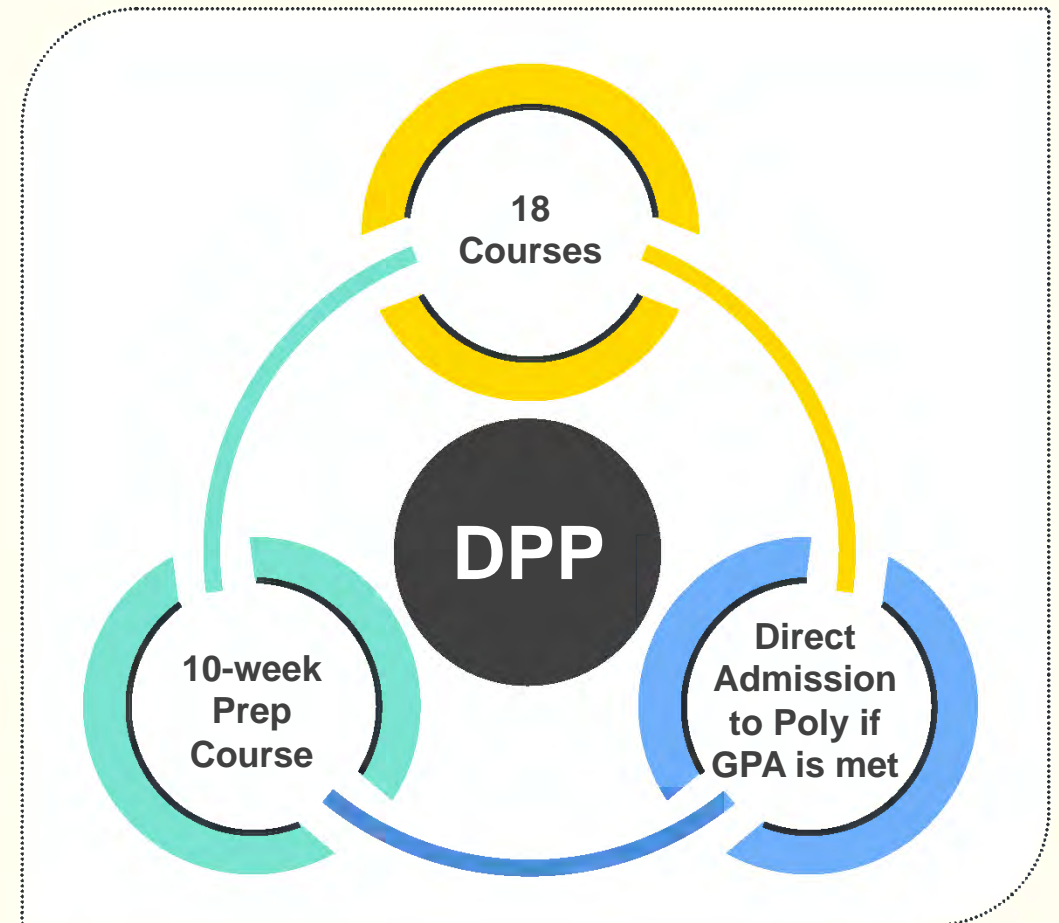 18
Courses
DPP
10-week
Prep
Course
Direct
Admission
to Poly if
GPA is met